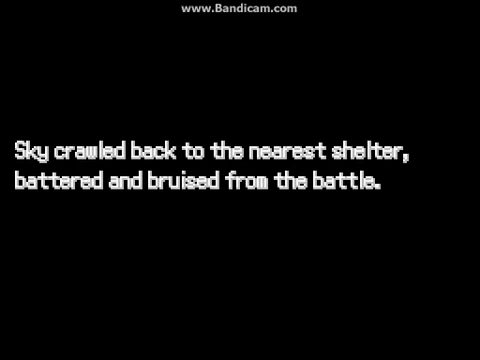 www.Bandicam.com
Sky crawled back to the nearest shelter,
battered and bruised from the battle.